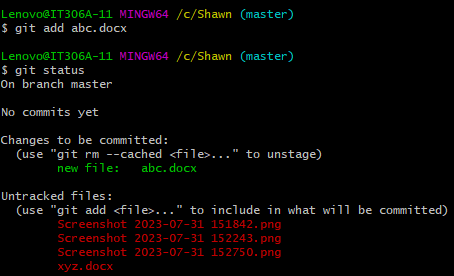 Lenovo@IT306A-11 MINGW64 /c/Shawn (master)
$ git add abc.docx
Lenovo@IT306A-11 MINGW64 /c/Shawn (master)
$ git status
On branch master
No commits yet
Changes to be committed:
  (use "git rm --cached <file>..." to unstage)
        new file:   abc.docx
Untracked files:
  (use "git add <file>..." to include in what will be committed)
        Screenshot 2023-07-31 151842.png
        Screenshot 2023-07-31 152243.png
        Screenshot 2023-07-31 152750.png
        xyz.docx